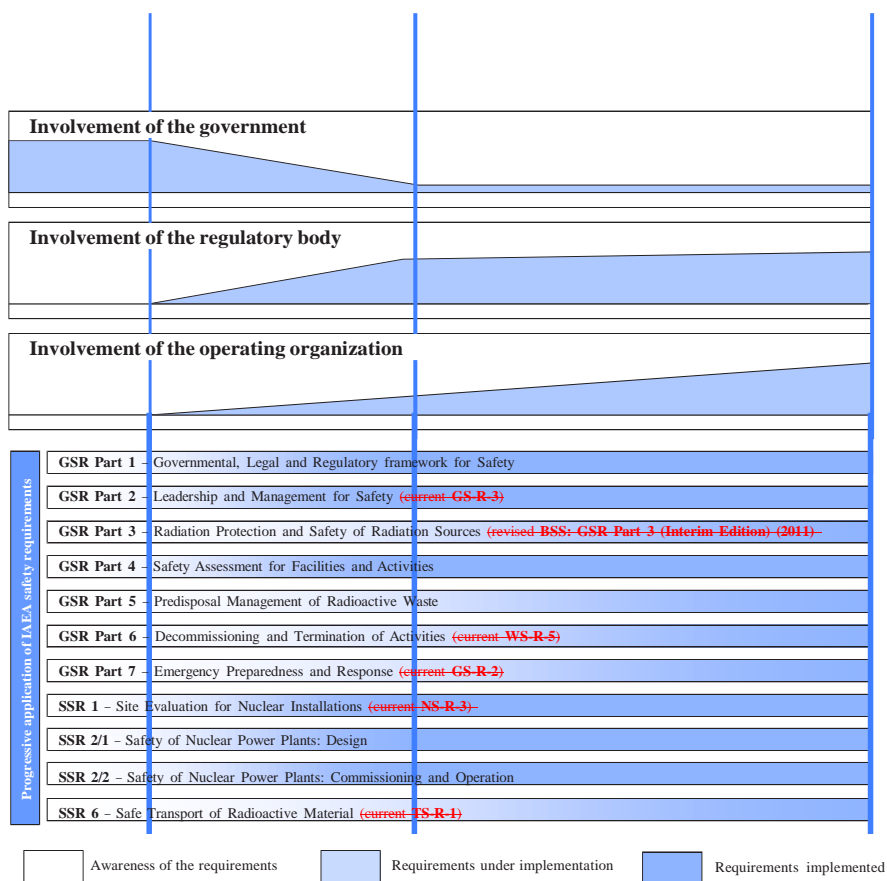 Involvement of the government
Involvement of the regulatory body
Involvement of the operating organization
Progressive application of IAEA safety requirements
GSR Part 1 – Governmental, Legal and Regulatory framework for Safety
GSR Part 2 – Leadership and Management for Safety (current GS-R-3)
GSR Part 3 – Radiation Protection and Safety of Radiation Sources (revised BSS: GSR Part 3 (Interim Edition) (2011)
GSR Part 4 – Safety Assessment for Facilities and Activities
GSR Part 5 – Predisposal Management of Radioactive Waste
GSR Part 6 – Decommissioning and Termination of Activities (current WS-R-5)
GSR Part 7 – Emergency Preparedness and Response (current GS-R-2)
SSR 1 – Site Evaluation for Nuclear Installations (current NS-R-3)
SSR 2/1 – Safety of Nuclear Power Plants: Design
SSR 2/2 – Safety of Nuclear Power Plants: Commissioning and Operation
SSR 6 – Safe Transport of Radioactive Material (current TS-R-1)
Awareness of the requirements
Requirements under implementation
Requirements implemented